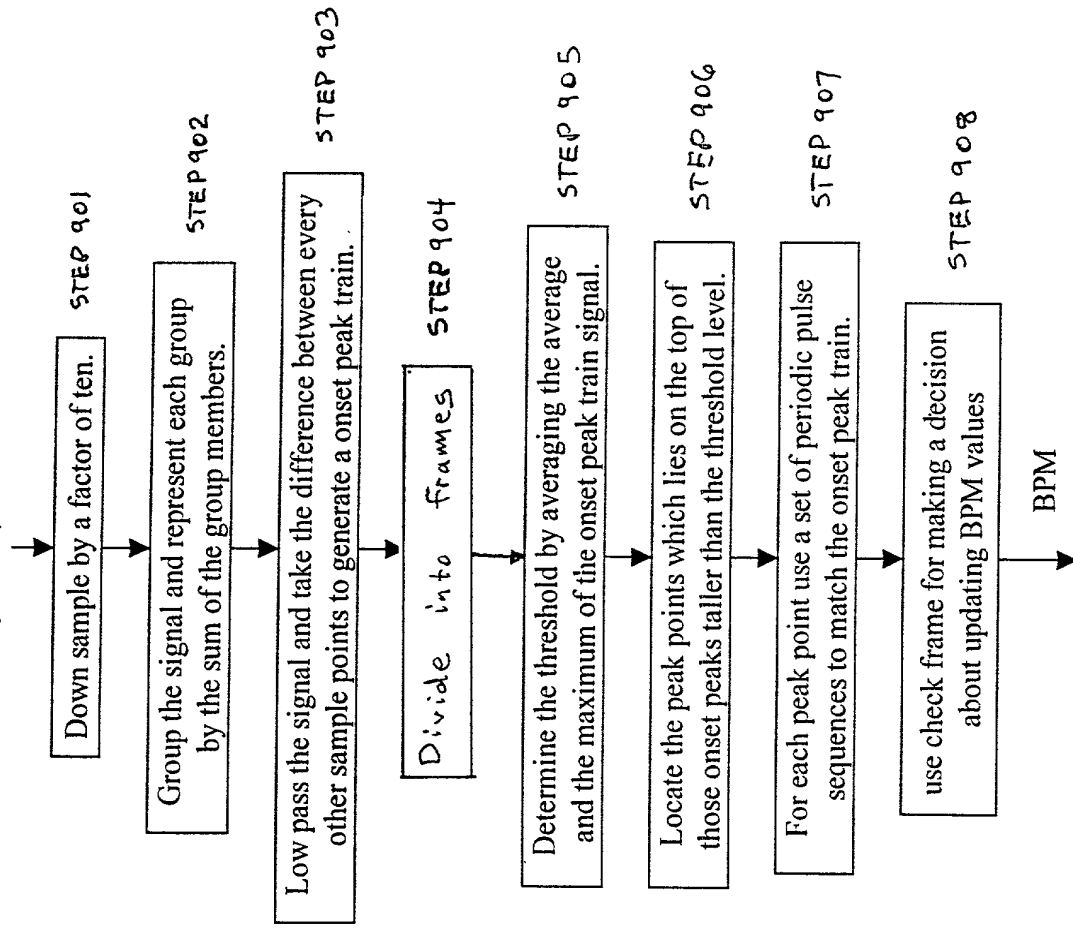 Down sample by a factor of ten.
STEP 901
Group the signal and represent each group
by the sum of the group members.
STEP 902
Low pass the signal and take the difference between every
other sample points to generate a onset peak train.
STEP 903
Divide into frames
STEP 904
Determine the threshold by averaging the average
and the maximum of the onset peak train signal.
STEP 905
Locate the peak points which lies on the top of
those onset peaks taller than the threshold level.
STEP 906
For each peak point use a set of periodic pulse
sequences to match the onset peak train.
STEP 907
use check frame for making a decision
about updating BPM values
STEP 908
BPM